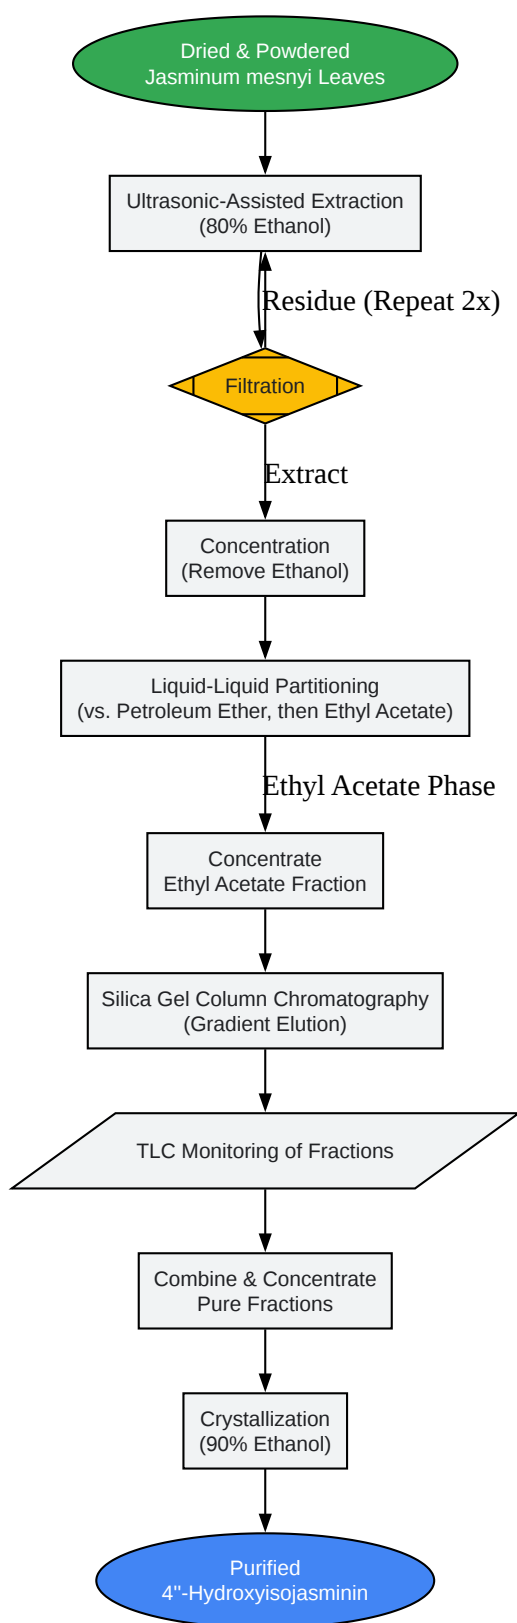 Dried & Powdered
Jasminum mesnyi Leaves
Ultrasonic-Assisted Extraction
(80% Ethanol)
Residue (Repeat 2x)
Filtration
Extract
Concentration
(Remove Ethanol)
Liquid-Liquid Partitioning
(vs. Petroleum Ether, then Ethyl Acetate)
Ethyl Acetate Phase
Concentrate
Ethyl Acetate Fraction
Silica Gel Column Chromatography
(Gradient Elution)
TLC Monitoring of Fractions
Combine & Concentrate
Pure Fractions
Crystallization
(90% Ethanol)
Purified
4''-Hydroxyisojasminin